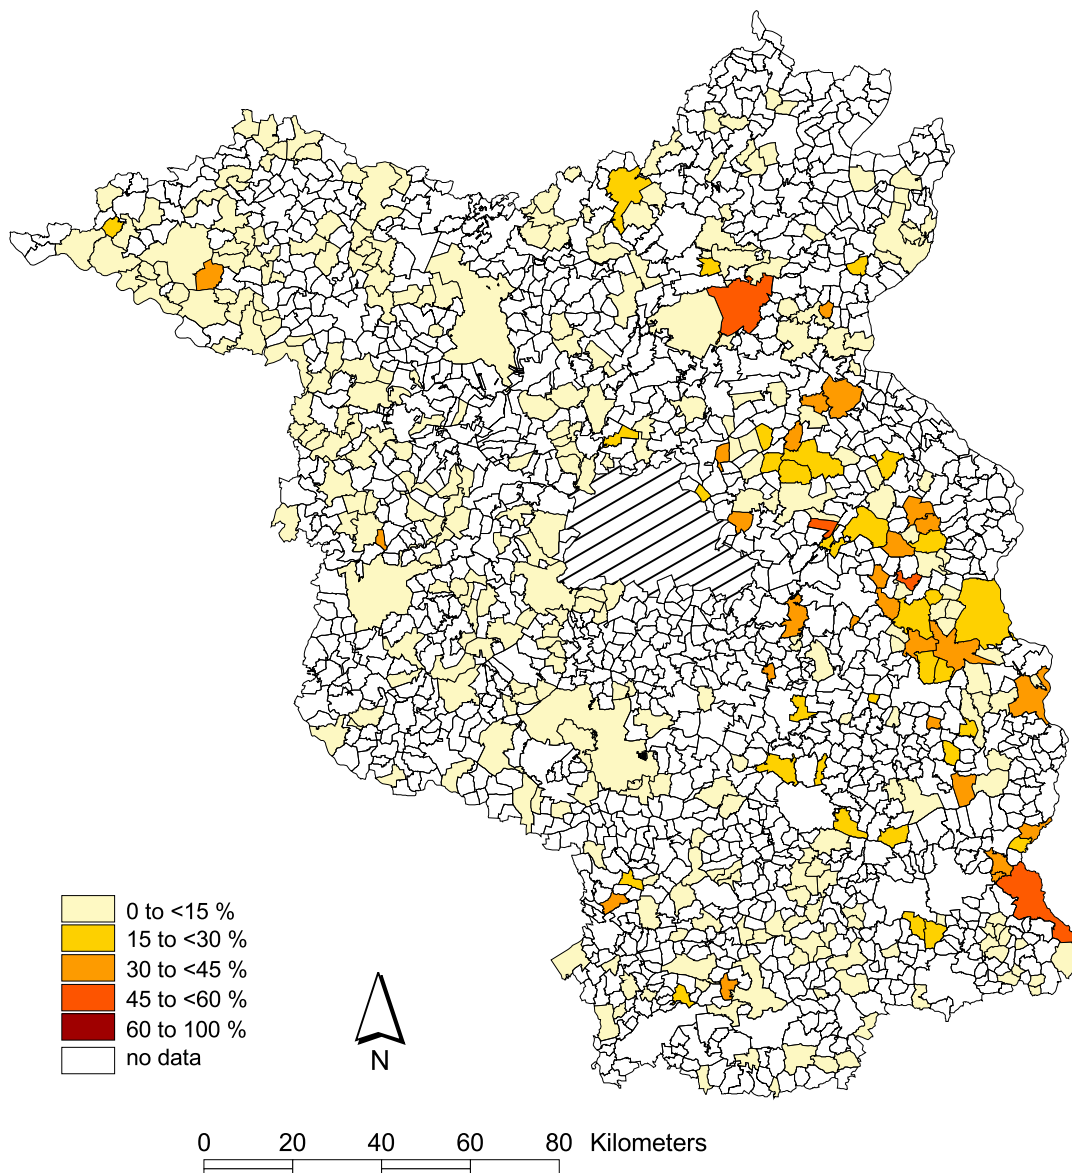 0 to <15 %
15 to <30 %
30 to <45 %
45 to <60 %
60 to 100 %
no data
N
0 20 40 60 80 Kilometers